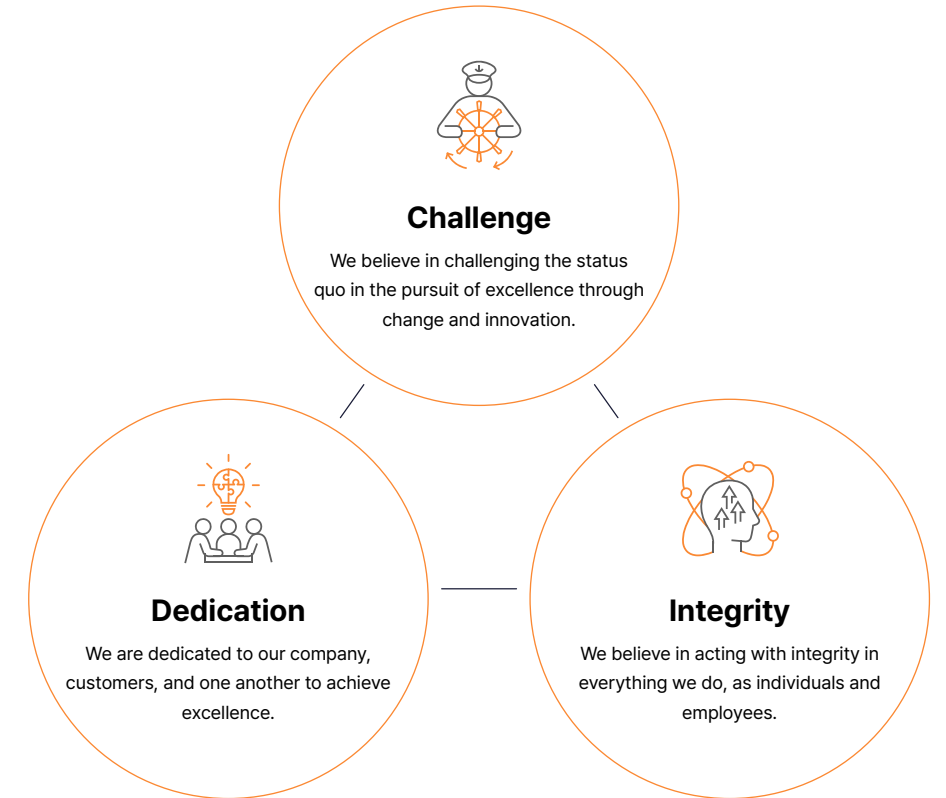 Challenge
We believe in challenging the status
quo in the pursuit of excellence through
change and innovation.
Dedication
We are dedicated to our company,
customers, and one another to achieve
excellence.
Integrity
We believe in acting with integrity in
everything we do, as individuals and
employees.